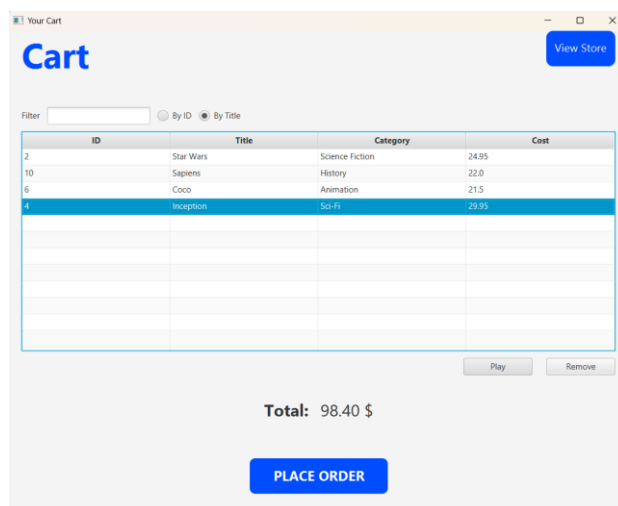 Your Cart
Cart
View Store
Filter By ID By Title
ID Title Category Cost
2 Star Wars Science Fiction 24.95
10 Sapiens History 22.0
6 Coco Animation 21.5
4 Inception Sci-Fi 29.95
Play Remove
Total: 98.40 $
PLACE ORDER